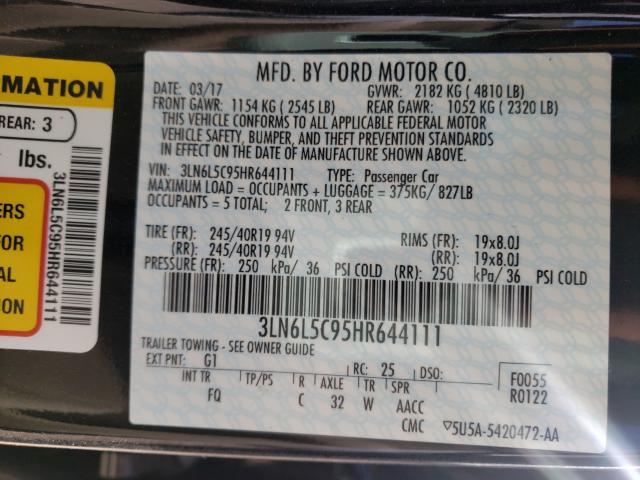 RMATION
REAR: 3
lbs.
ERS
FOR
AL
ION
3LN6L5C95HR644111
MFD. BY FORD MOTOR CO.
DATE: 03/17 GVWR: 2182 KG (4810 LB)
FRONT GAWR: 1154 KG (2545 LB) REAR GAWR: 1052 KG (2320 LB)
THIS VEHICLE CONFORMS TO ALL APPLICABLE FEDERAL MOTOR
VEHICLE SAFETY, BUMPER, AND THEFT PREVENTION STANDARDS
IN EFFECT ON THE DATE OF MANUFACTURE SHOWN ABOVE.
VIN: 3LN6L5C95HR644111 TYPE: Passenger Car
MAXIMUM LOAD = OCCUPANTS + LUGGAGE = 375KG/ 827LB
OCCUPANTS = 5 TOTAL; 2 FRONT, 3 REAR
TIRE (FR): 245/40R19 94V RIMS (FR): 19x8.0J
(RR): 245/40R19 94V (RR): 19x8.0J
PRESSURE (FR): 250 kPa/ 36 PSI COLD (RR): 250 kPa/ 36 PSI COLD
3LN6L5C95HR644111
TRAILER TOWING - SEE OWNER GUIDE
EXT PNT: G1 RC: 25 DSO: F0055
INT TR TP/PS R AXLE TR SPR R0122
FQ C 32 W AACC
CMC ▽5U5A-5420472-AA